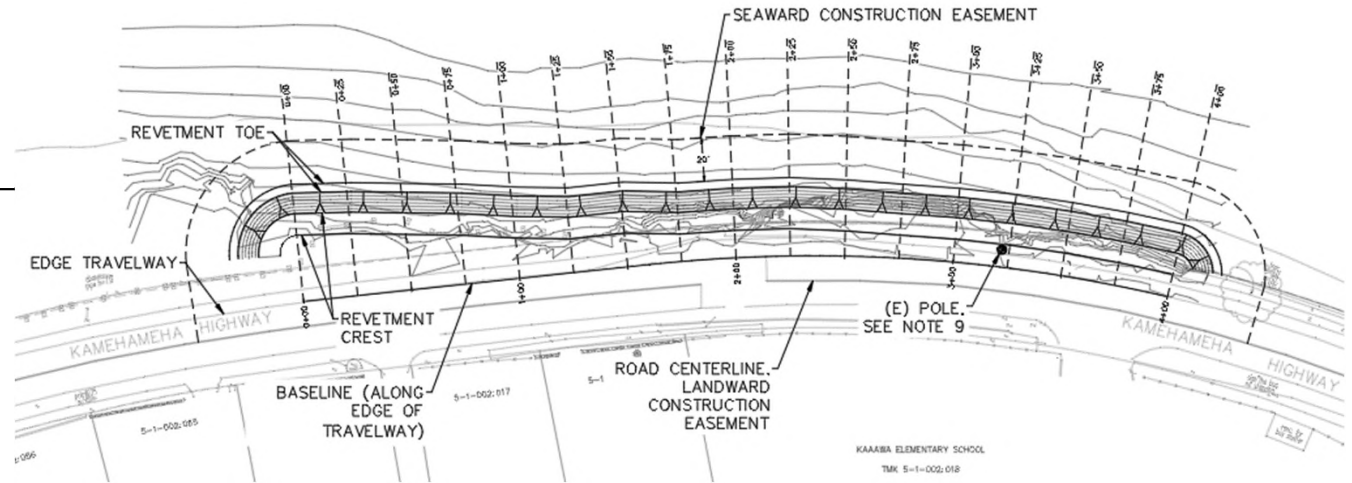 SEAWARD CONSTRUCTION EASEMENT
0+00
0+25
0+50
0+75
1+00
1+25
1+50
1+75
2+00
2+25
2+50
2+75
3+00
3+25
3+50
3+75
4+00
REVETMENT TOE
20'
EDGE TRAVELWAY
0+00
1+00
2+00
3+00
4+00
KAMEHAMEHA HIGHWAY
REVETMENT
CREST
(E) POLE.
SEE NOTE 9
KAMEHAMEHA HIGHWAY
BASELINE (ALONG
EDGE OF
TRAVELWAY)
ROAD CENTERLINE.
LANDWARD
CONSTRUCTION
EASEMENT
5-1-002:017
5-1
KAAAWA ELEMENTARY SCHOOL
TMK 5-1-002:018